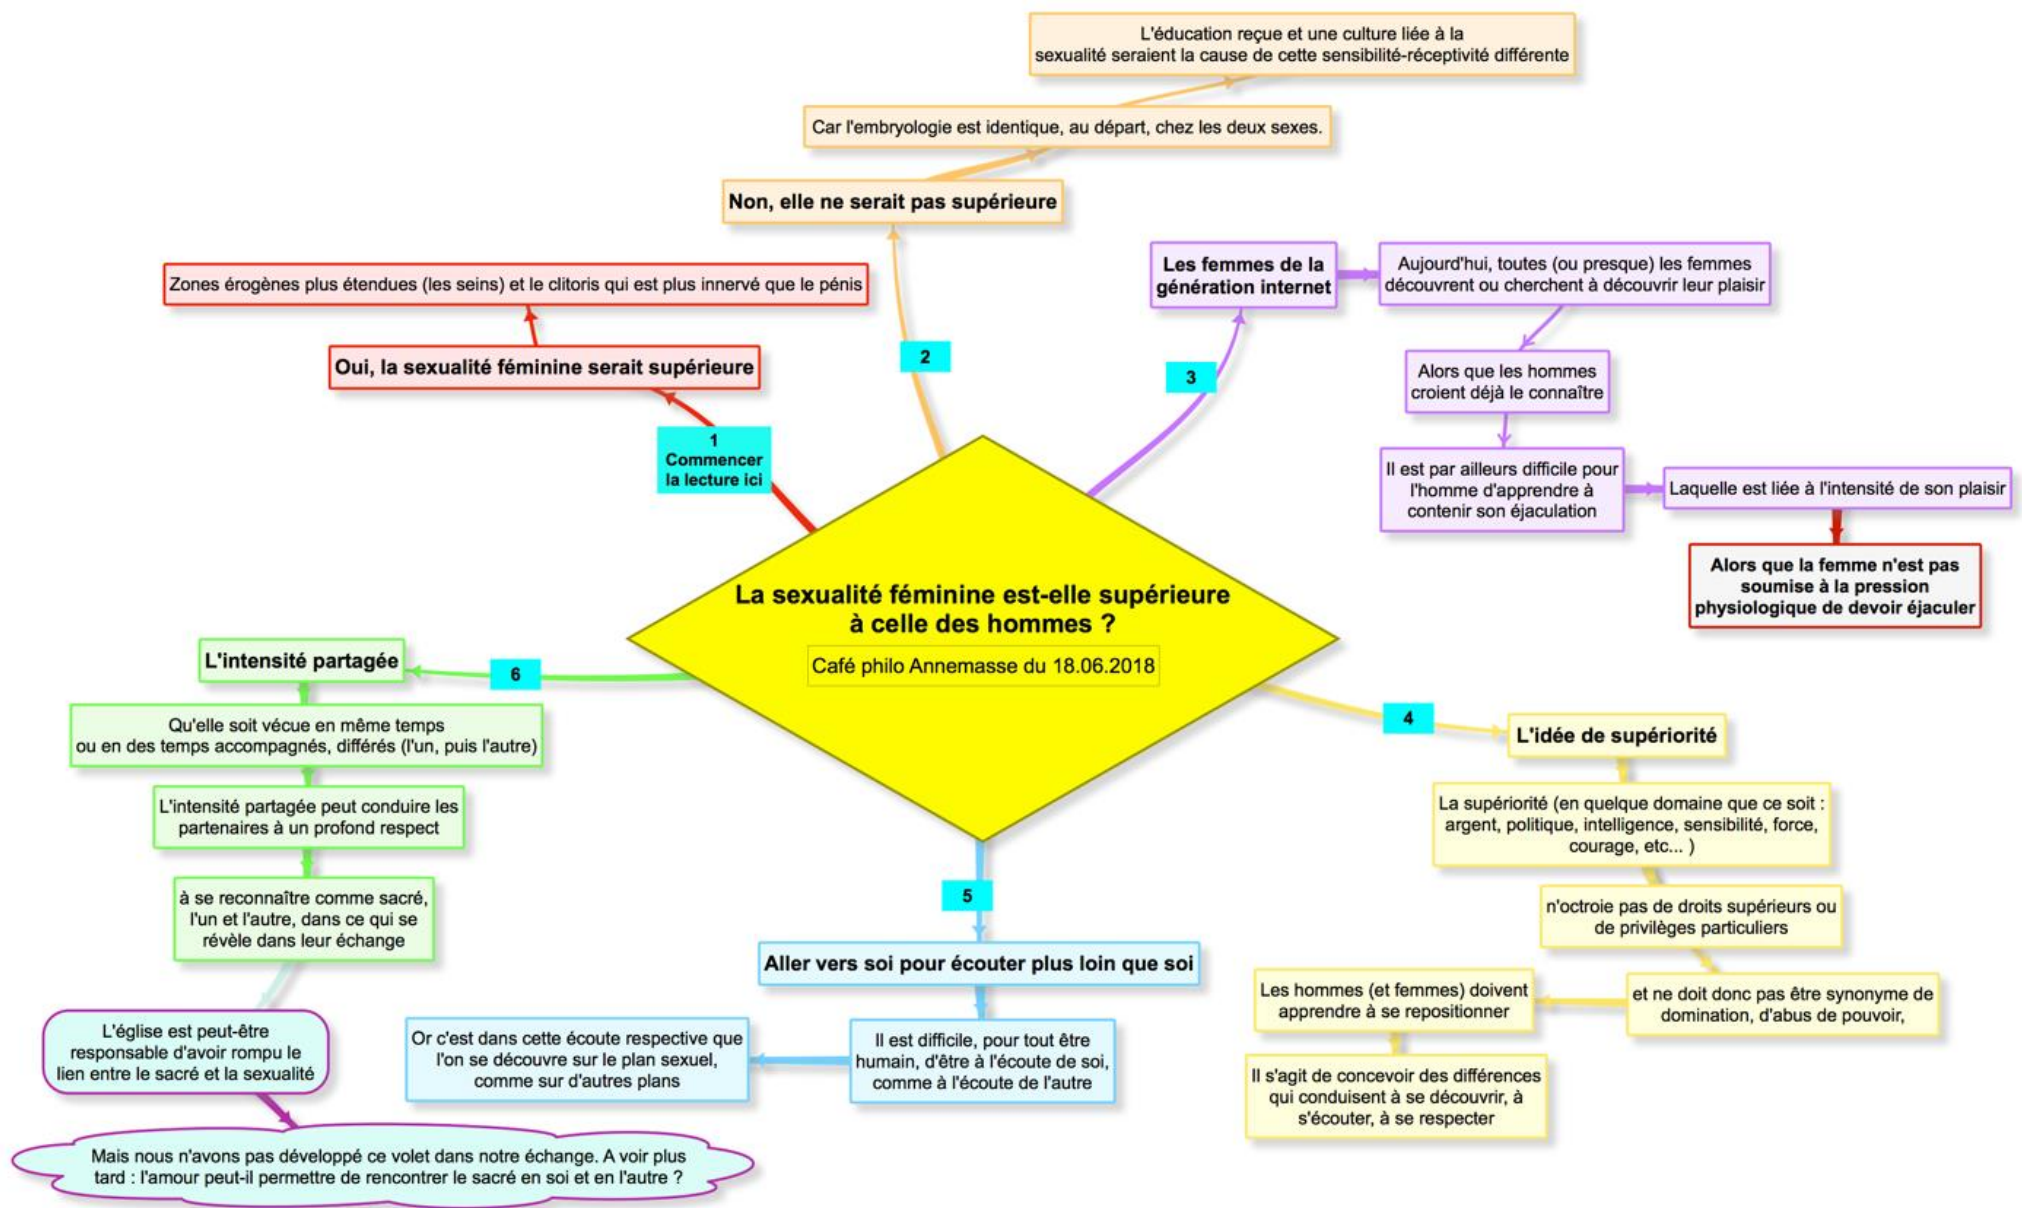 La sexualité féminine est-elle supérieure
à celle des hommes ?
Café philo Annemasse du 18.06.2018
1
Commencer
la lecture ici
Oui, la sexualité féminine serait supérieure
Zones érogènes plus étendues (les seins) et le clitoris qui est plus innervé que le pénis
2
Non, elle ne serait pas supérieure
Car l'embryologie est identique, au départ, chez les deux sexes.
L'éducation reçue et une culture liée à la
sexualité seraient la cause de cette sensibilité-réceptivité différente
3
Les femmes de la
génération internet
Aujourd'hui, toutes (ou presque) les femmes
découvrent ou cherchent à découvrir leur plaisir
Alors que les hommes
croient déjà le connaître
Il est par ailleurs difficile pour
l'homme d'apprendre à
contenir son éjaculation
Laquelle est liée à l'intensité de son plaisir
Alors que la femme n'est pas
soumise à la pression
physiologique de devoir éjaculer
4
L'idée de supériorité
La supériorité (en quelque domaine que ce soit :
argent, politique, intelligence, sensibilité, force,
courage, etc... )
n'octroie pas de droits supérieurs ou
de privilèges particuliers
et ne doit donc pas être synonyme de
domination, d'abus de pouvoir,
Les hommes (et femmes) doivent
apprendre à se repositionner
Il s'agit de concevoir des différences
qui conduisent à se découvrir, à
s'écouter, à se respecter
5
Aller vers soi pour écouter plus loin que soi
Il est difficile, pour tout être
humain, d'être à l'écoute de soi,
comme à l'écoute de l'autre
Or c'est dans cette écoute respective que
l'on se découvre sur le plan sexuel,
comme sur d'autres plans
6
L'intensité partagée
Qu'elle soit vécue en même temps
ou en des temps accompagnés, différés (l'un, puis l'autre)
L'intensité partagée peut conduire les
partenaires à un profond respect
à se reconnaître comme sacré,
l'un et l'autre, dans ce qui se
révèle dans leur échange
L'église est peut-être
responsable d'avoir rompu le
lien entre le sacré et la sexualité
Mais nous n'avons pas développé ce volet dans notre échange. A voir plus
tard : l'amour peut-il permettre de rencontrer le sacré en soi et en l'autre ?